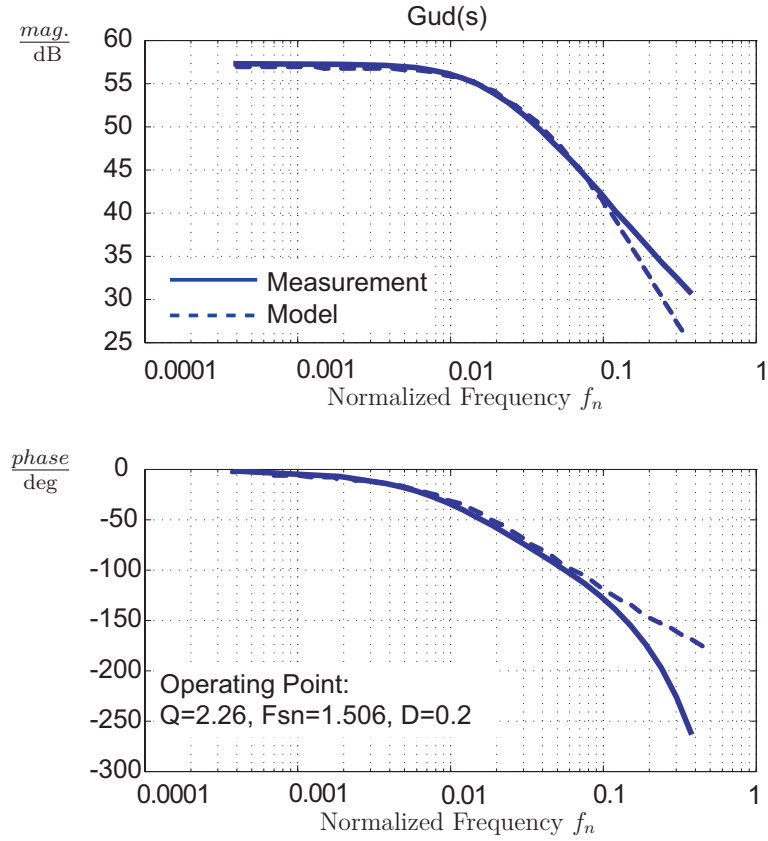 Gud(s)
mag.
dB
60
55
50
45
40
35
30
25
Measurement
Model
0.0001
0.001
0.01
0.1
1
Normalized Frequency fn
phase
deg
0
-50
-100
-150
-200
-250
-300
Operating Point:
Q=2.26, Fsn=1.506, D=0.2
0.0001
0.001
0.01
0.1
1
Normalized Frequency fn